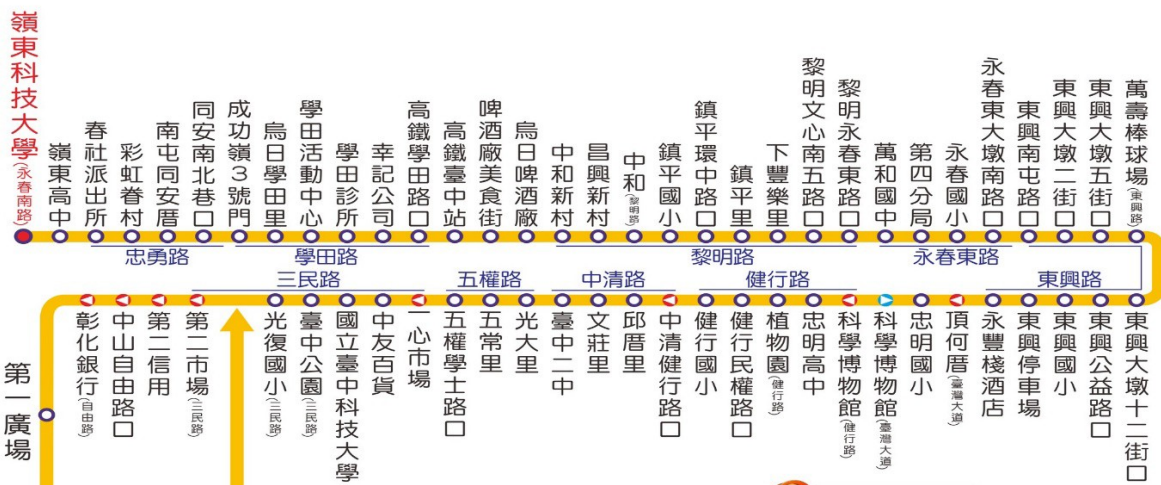 嶺東科技大學(永春南路)
嶺東高中
春社派出所
彩虹眷村
南屯同安厝
同安南北巷口
成功嶺3號門
烏日學田里
學田活動中心
學田診所
幸記公司
高鐵學田路口
高鐵臺中站
啤酒廠美食街
烏日啤酒廠
中和新村
昌興新村
中和(黎明路)
鎮平國小
鎮平環中路口
鎮平里
下豐樂里
黎明文心南五路口
黎明永春東路口
萬和國中
第四分局
永春國小
永春東大墩南路口
東興南屯路口
東興大墩二街口
東興大墩五街口
萬壽棒球場(東興路)
忠勇路
學田路
黎明路
永春東路
三民路
五權路
中清路
健行路
東興路
第一廣場
彰化銀行(自由路)
中山自由路口
第二信用
第二市場(三民路)
光復國小(三民路)
臺中公園(三民路)
國立臺中科技大學
中友百貨
一心市場
五權學士路口
五常里
光大里
臺中二中
文莊里
邱厝里
中清健行路口
健行國小
健行民權路口
植物園(健行路)
忠明高中
科學博物館(健行路)
科學博物館(臺灣大道)
忠明國小
頂何厝(臺灣大道)
永豐棧酒店
東興停車場
東興國小
東興公益路口
東興大墩十二街口